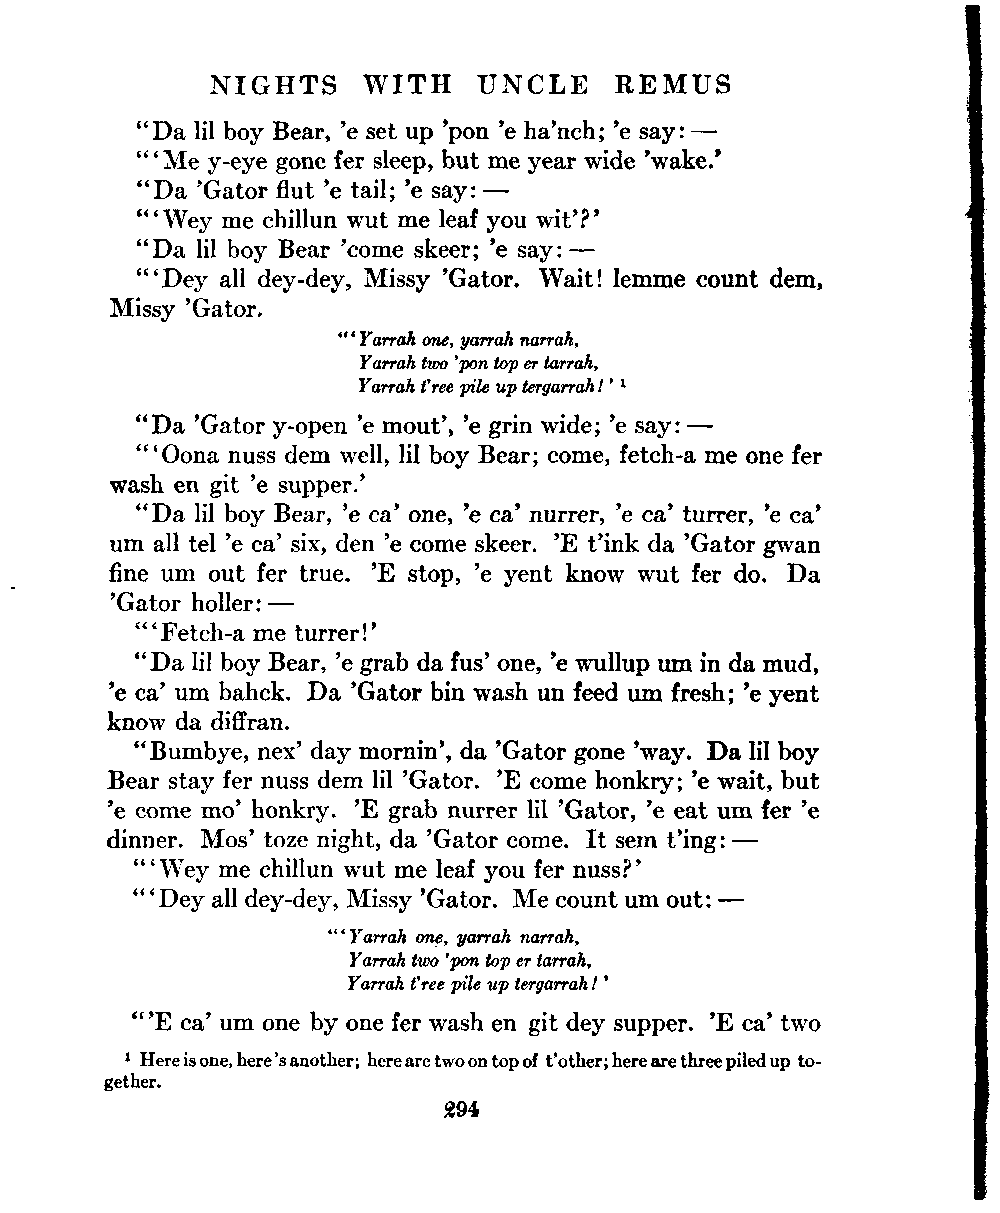 NIGHTS WITH UNCLE REMUS
“Da lil boy Bear, ’e set up ’pon ’e ha’nch; ’e say: —
“‘Me y-eye gone fer sleep, but me year wide ’wake.’
“Da ’Gator flut ’e tail; ’e say: —
“‘Wey me chillun wut me leaf you wit’?’
“Da lil boy Bear ’come skeer; ’e say: —
“‘Dey all dey-dey, Missy ’Gator. Wait! lemme count dem,
Missy ’Gator.
“‘Yarrah one, yarrah narrah,
Yarrah two ’pon top er tarrah,
Yarrah t’ree pile up tergarrah!’ ¹
“Da ’Gator y-open ’e mout’, ’e grin wide; ’e say: —
“‘Oona nuss dem well, lil boy Bear; come, fetch-a me one fer
wash en git ’e supper.’
“Da lil boy Bear, ’e ca’ one, ’e ca’ nurrer, ’e ca’ turrer, ’e ca’
um all tel ’e ca’ six, den ’e come skeer. ’E t’ink da ’Gator gwan
fine um out fer true. ’E stop, ’e yent know wut fer do. Da
’Gator holler: —
“‘Fetch-a me turrer!’
“Da lil boy Bear, ’e grab da fus’ one, ’e wullup um in da mud,
’e ca’ um bahck. Da ’Gator bin wash un feed um fresh; ’e yent
know da diffran.
“Bumbye, nex’ day mornin’, da ’Gator gone ’way. Da lil boy
Bear stay fer nuss dem lil ’Gator. ’E come honkry; ’e wait, but
’e come mo’ honkry. ’E grab nurrer lil ’Gator, ’e eat um fer ’e
dinner. Mos’ toze night, da ’Gator come. It sem t’ing: —
“‘Wey me chillun wut me leaf you fer nuss?’
“‘Dey all dey-dey, Missy ’Gator. Me count um out: —
“‘Yarrah one, yarrah narrah,
Yarrah two ’pon top er tarrah,
Yarrah t’ree pile up tergarrah!’
“’E ca’ um one by one fer wash en git dey supper. ’E ca’ two
¹ Here is one, here’s another; here are two on top of t’other; here are three piled up to-
gether.
294